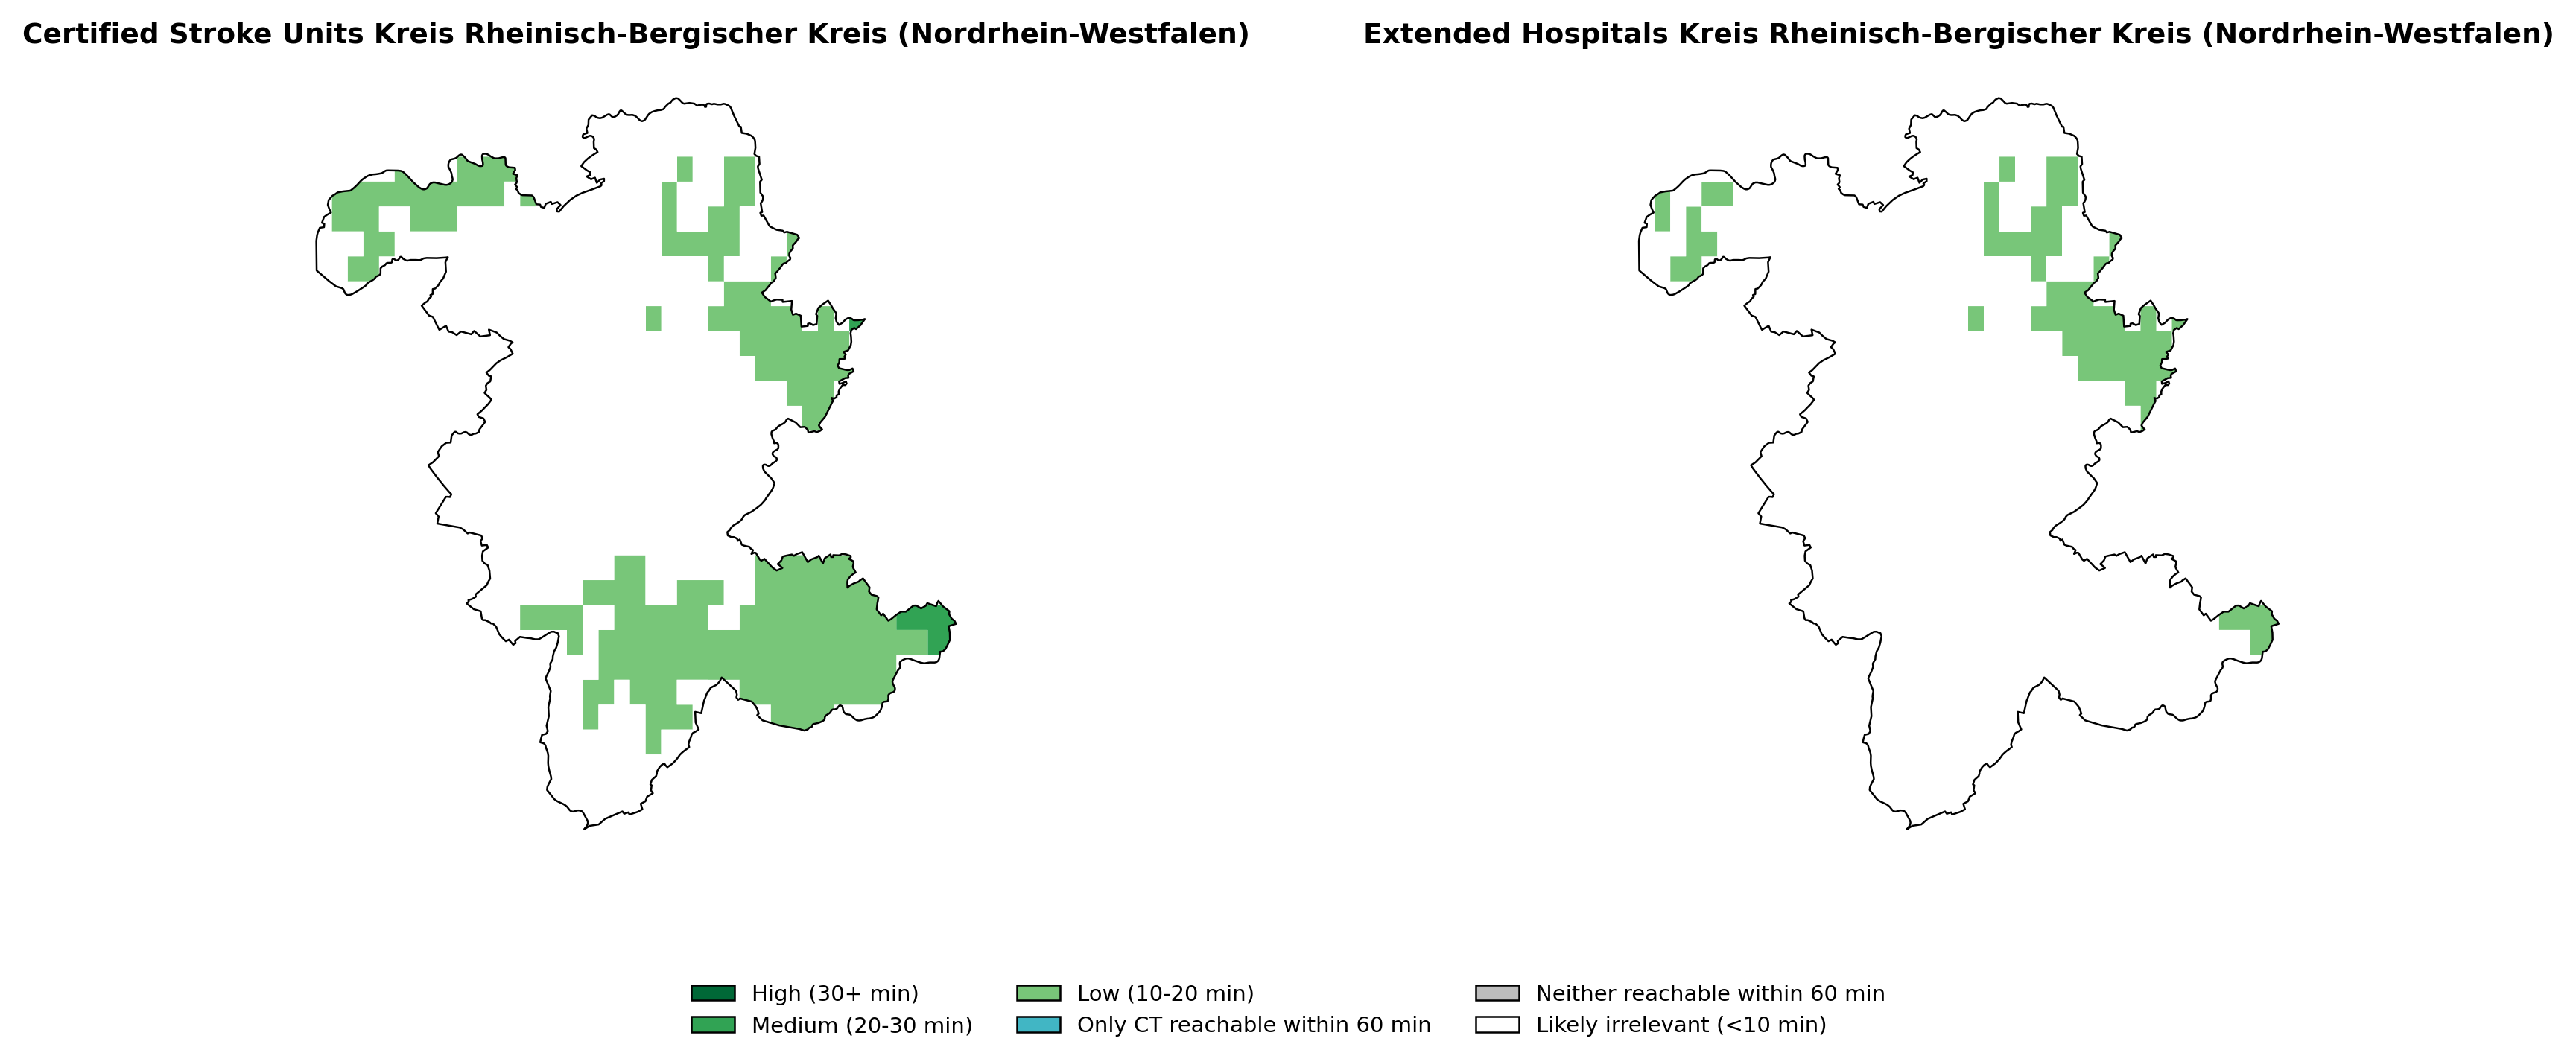 Certified Stroke Units Kreis Rheinisch-Bergischer Kreis (Nordrhein-Westfalen)
Extended Hospitals Kreis Rheinisch-Bergischer Kreis (Nordrhein-Westfalen)
High (30+ min)
Medium (20-30 min)
Low (10-20 min)
Only CT reachable within 60 min
Neither reachable within 60 min
Likely irrelevant (<10 min)